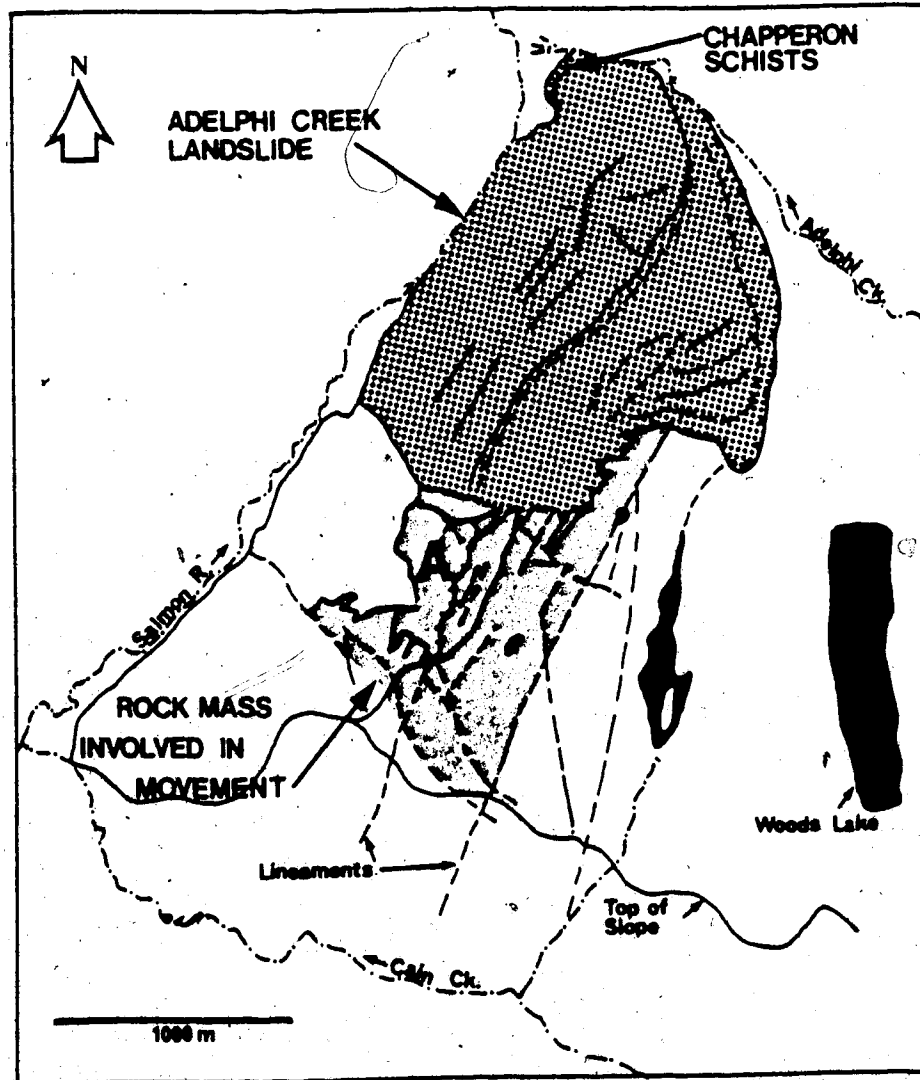 CHAPPERON
SCHISTS
N
ADELPHI CREEK
LANDSLIDE
Adelphi Ck.
Salmon R.
A
ROCK MASS
INVOLVED IN
MOVEMENT
Woods Lake
Lineaments
Top of
Slope
Cain Ck.
1000 m